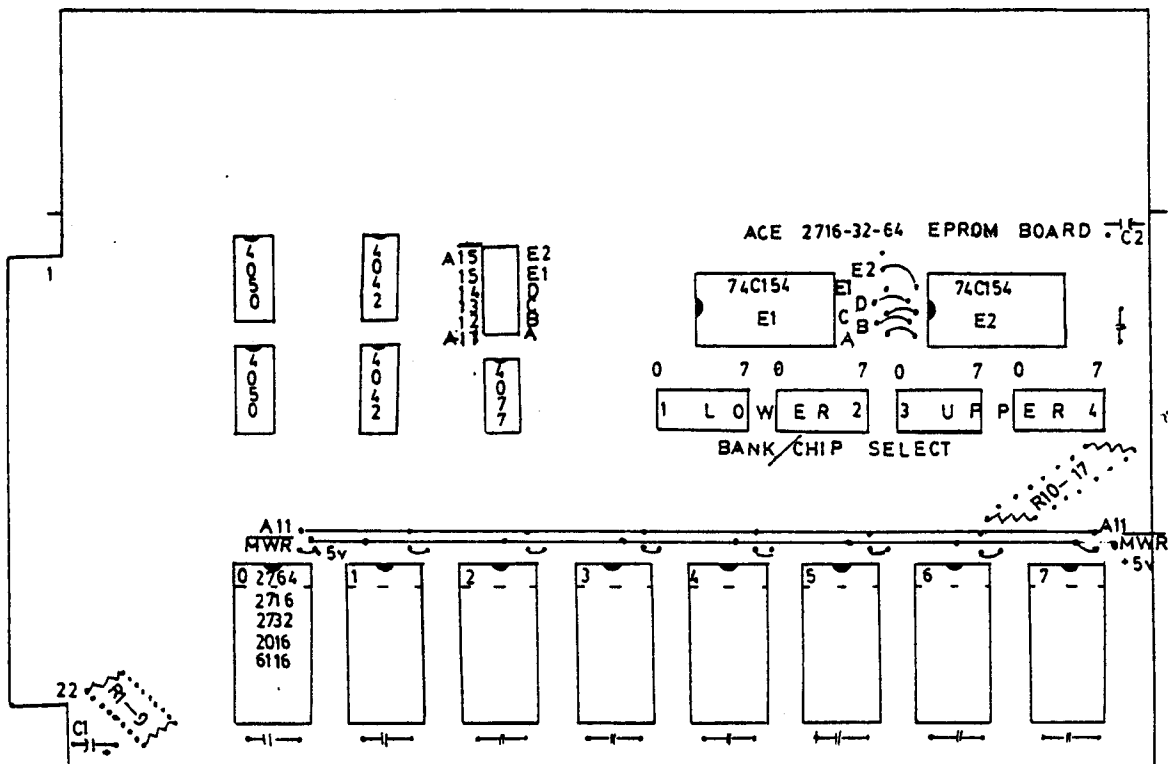 ACE 2716-32-64 EPROM BOARD
C2
1
4050
4042
A15
15
14
13
12
A11
E2
E1
D
C
B
A
74C154
E1
E2
E1
D
C
B
A
74C154
E2
4050
4042
4077
0 7 0 7 0 7 0 7
1 LOWER 2 3 UPPER 4
BANK/CHIP SELECT
R10-17
A11
MWR
+5v
A11
MWR
+5v
0 2764
2716
2732
2016
6116
1
2
3
4
5
6
7
22
R1-9
C1
+